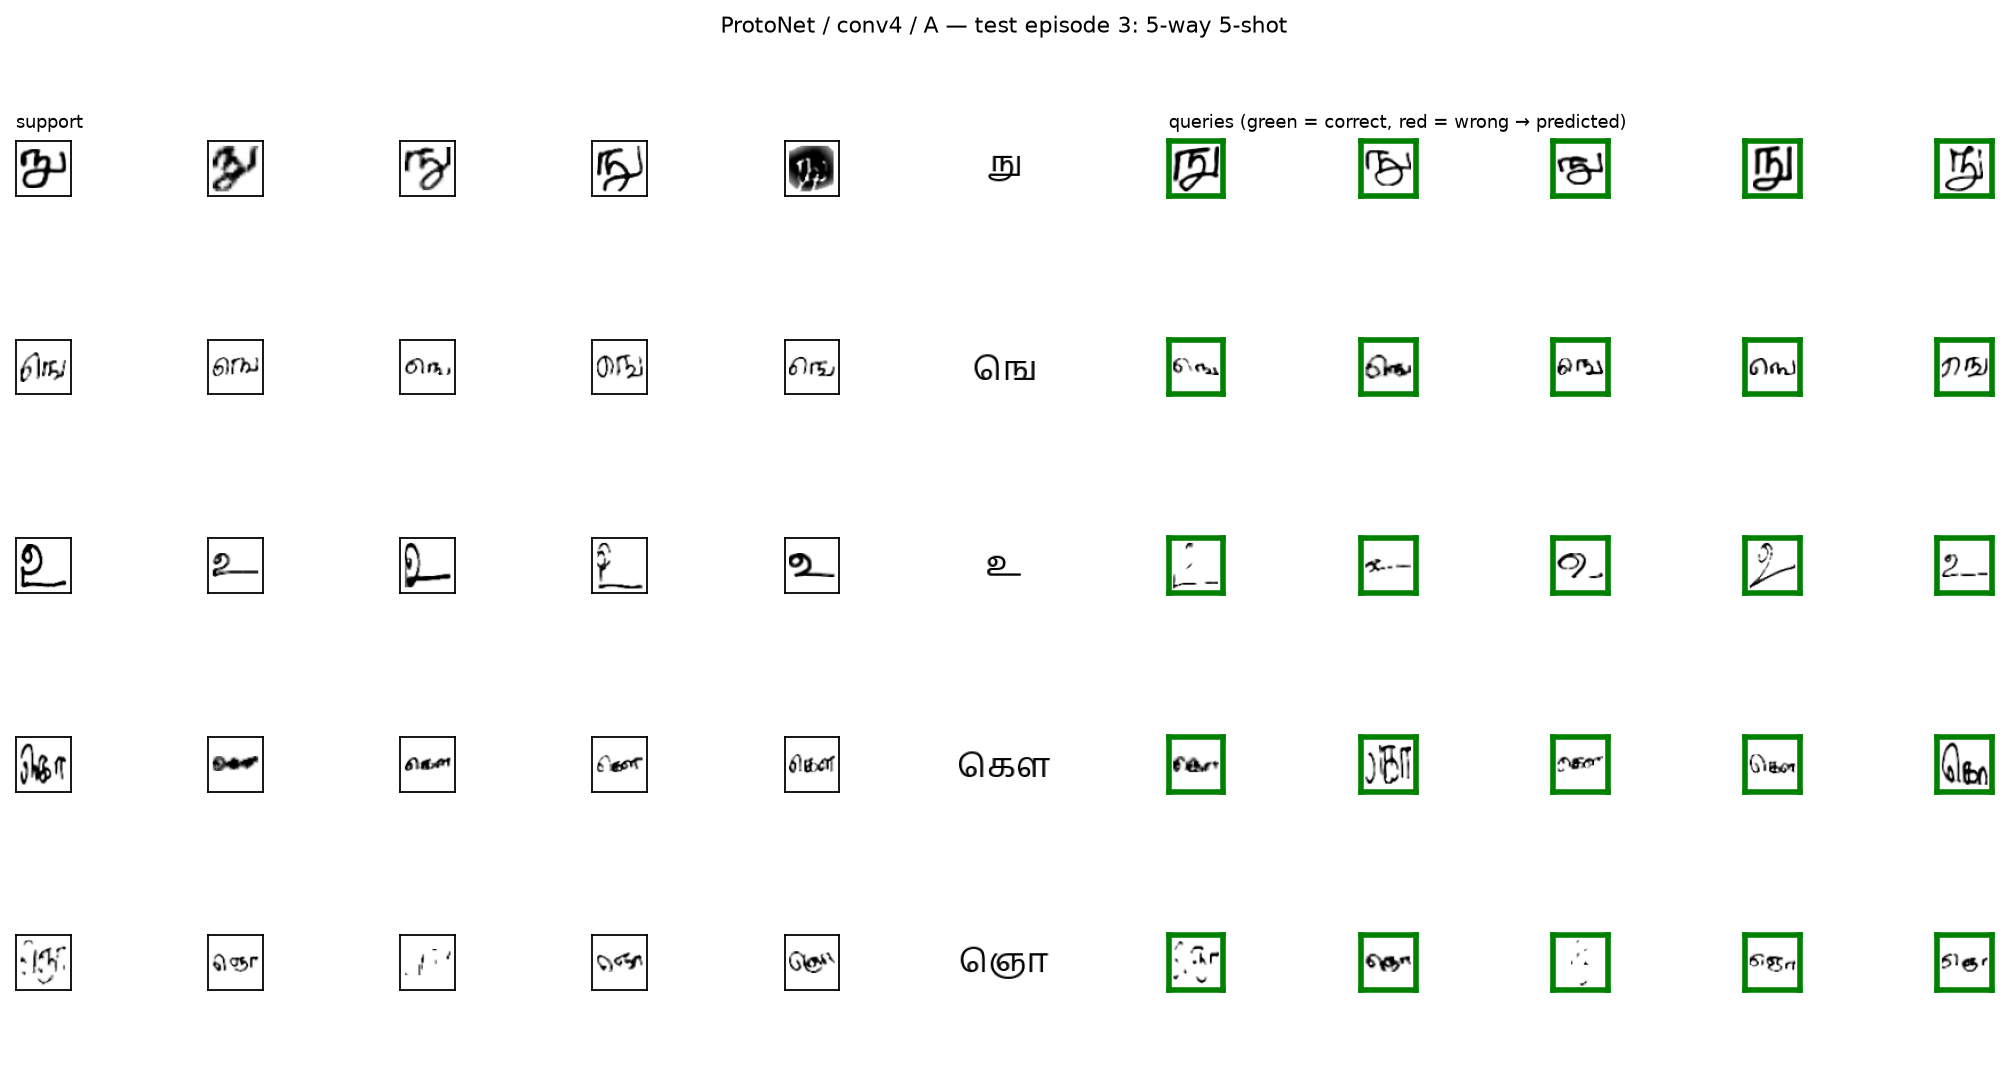 ProtoNet / conv4 / A — test episode 3: 5-way 5-shot
support
queries (green = correct, red = wrong → predicted)
நு நு நு நு நு நு நு நு நு நு நு
ஙெ ஙெ ஙெ ஙெ ஙெ ஙெ ஙெ ஙெ ஙெ ஙெ
உ உ உ உ உ உ உ உ உ
கௌ கௌ கௌ கௌ கௌ கௌ கௌ கௌ கௌ
ஞொ ஞொ ஞொ ஞொ ஞொ ஞொ ஞொ